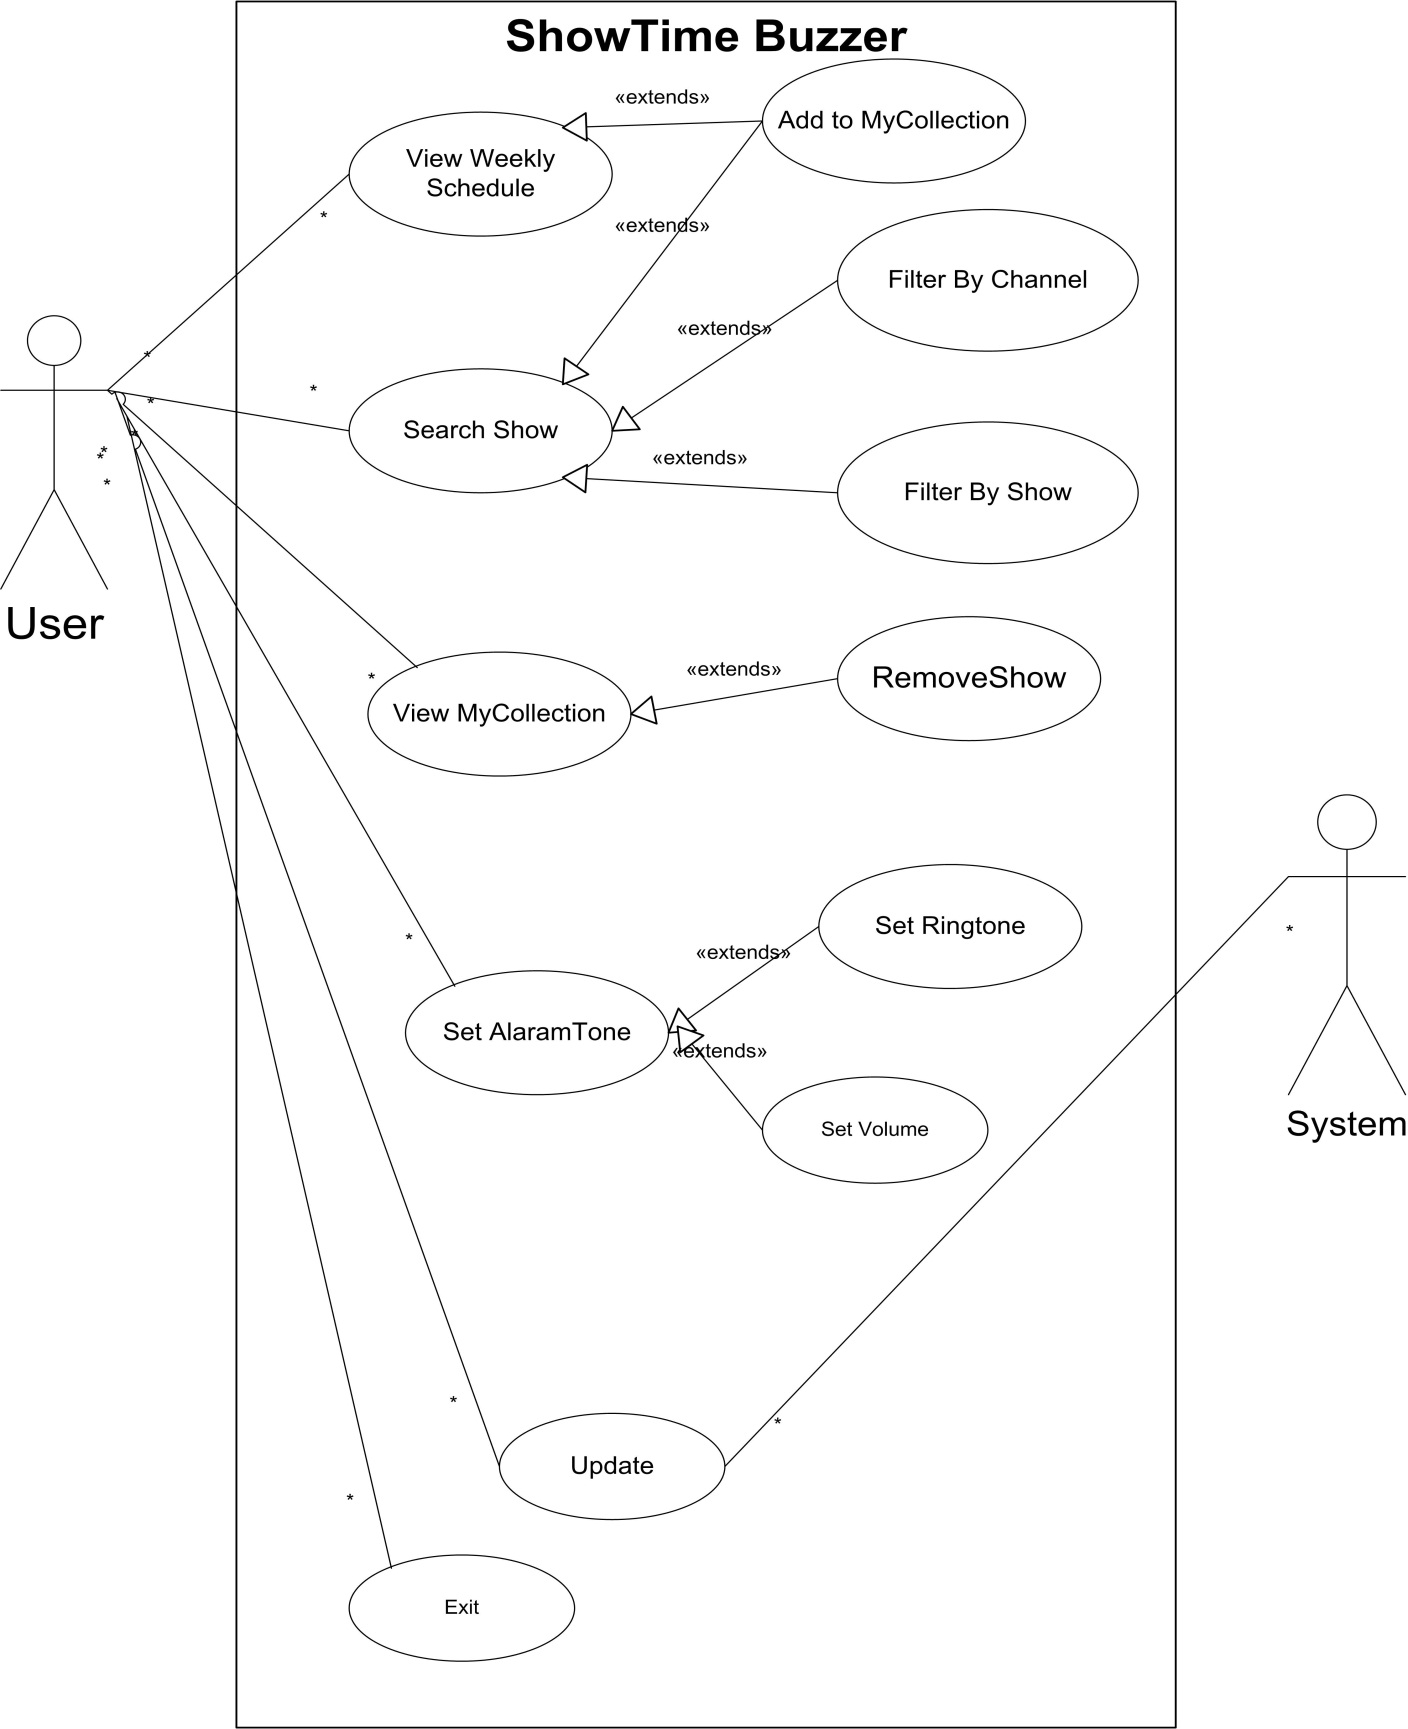 ShowTime Buzzer
«extends»
Add to MyCollection
View Weekly
Schedule
*
«extends»
Filter By Channel
«extends»
*
*
*
Search Show
*
*
*
*
*
«extends»
Filter By Show
User
«extends»
RemoveShow
*
View MyCollection
Set Ringtone
*
*
«extends»
Set AlaramTone
«extends»
Set Volume
System
*
*
Update
*
Exit